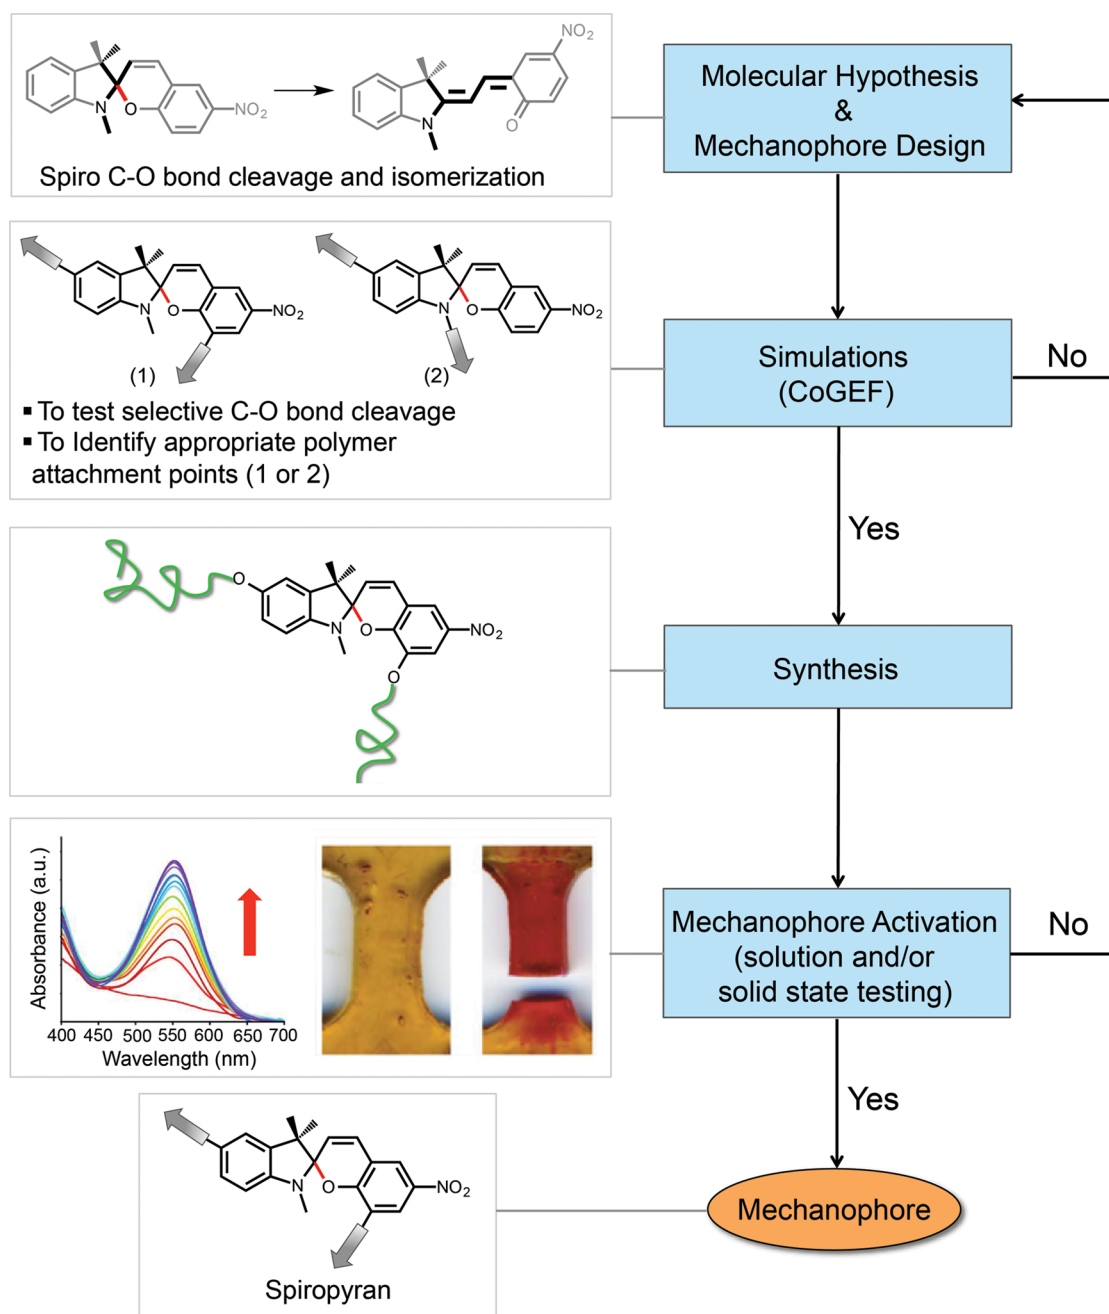 N
O
NO2
N
O
NO2
Spiro C-O bond cleavage and isomerization
Molecular Hypothesis
&
Mechanophore Design
N
O
NO2
(1)
N
O
NO2
(2)
▪ To test selective C-O bond cleavage
▪ To Identify appropriate polymer
attachment points (1 or 2)
Simulations
(CoGEF)
No
Yes
O
N
O
NO2
O
Synthesis
Absorbance (a.u.)
400 450 500 550 600 650 700
Wavelength (nm)
Mechanophore Activation
(solution and/or
solid state testing)
No
Yes
N
O
NO2
Spiropyran
Mechanophore